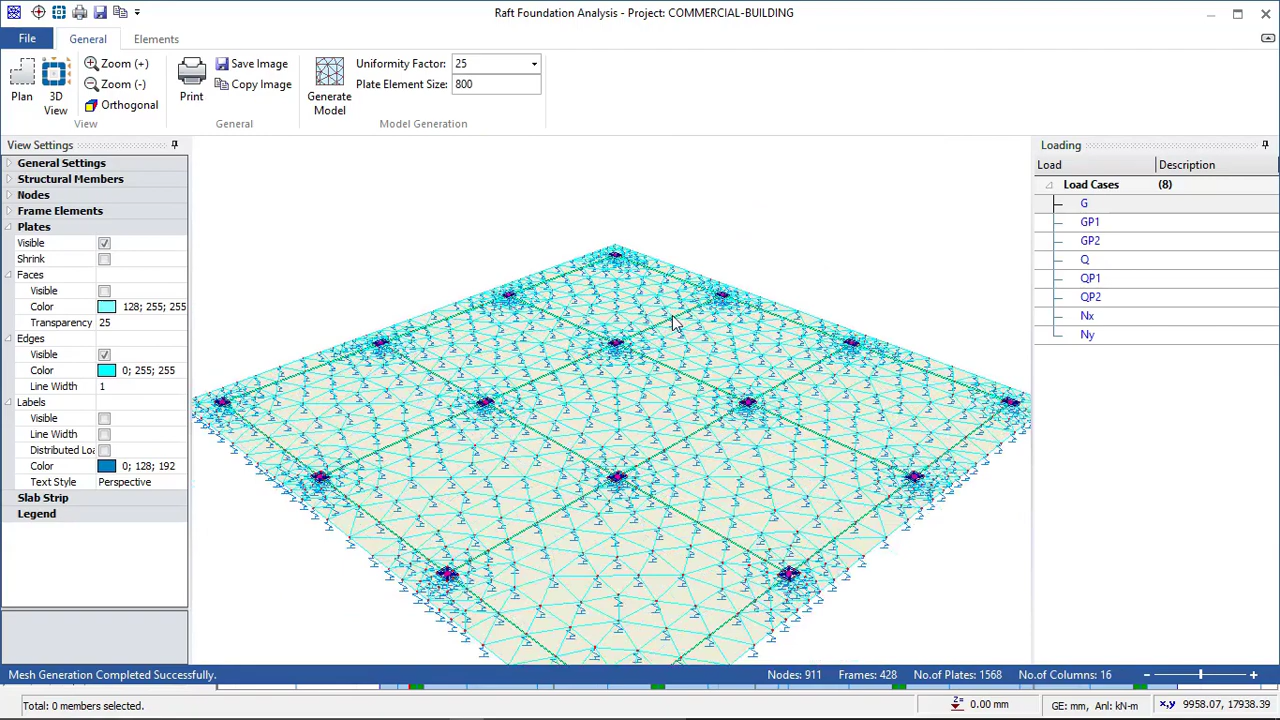 Raft Foundation Analysis - Project: COMMERCIAL-BUILDING
File General Elements
Plan
3D View
Zoom (+)
Zoom (-)
Orthogonal
View
Print
Save Image
Copy Image
General
Generate Model
Uniformity Factor: 25
Plate Element Size: 800
Model Generation
View Settings
General Settings
Structural Members
Nodes
Frame Elements
Plates
Visible
Shrink
Faces
Visible
Color 128; 255; 255
Transparency 25
Edges
Visible
Color 0; 255; 255
Line Width 1
Labels
Visible
Line Width
Distributed Loa
Color 0; 128; 192
Text Style Perspective
Slab Strip
Legend
Loading
Load Description
Load Cases (8)
G
GP1
GP2
Q
QP1
QP2
Nx
Ny
Mesh Generation Completed Successfully. Nodes: 911 Frames: 428 No.of Plates: 1568 No.of Columns: 16
Total: 0 members selected. Z= 0.00 mm GE: mm, Anl: kN-m x,y 9958.07, 17938.39